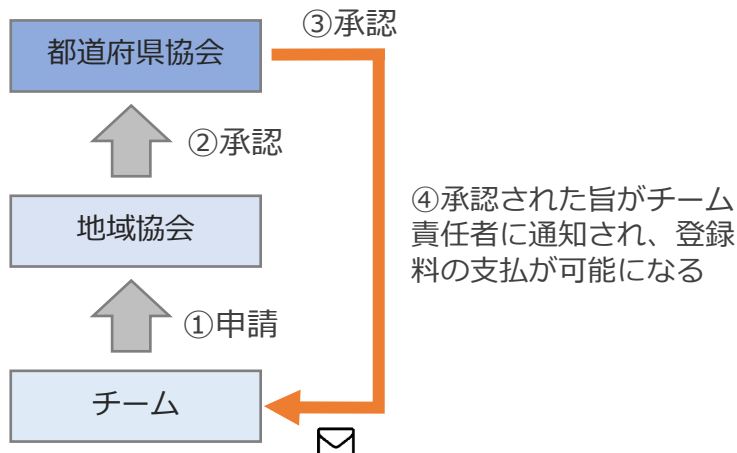 ③承認
都道府県協会
②承認
④承認された旨がチーム
責任者に通知され、登録
料の支払が可能になる
地域協会
①申請
チーム